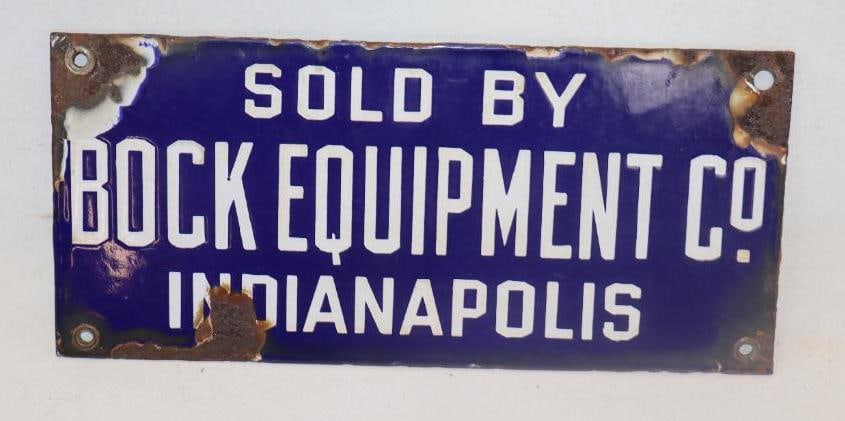 SOLD BY
BOCK EQUIPMENT CO.
INDIANAPOLIS